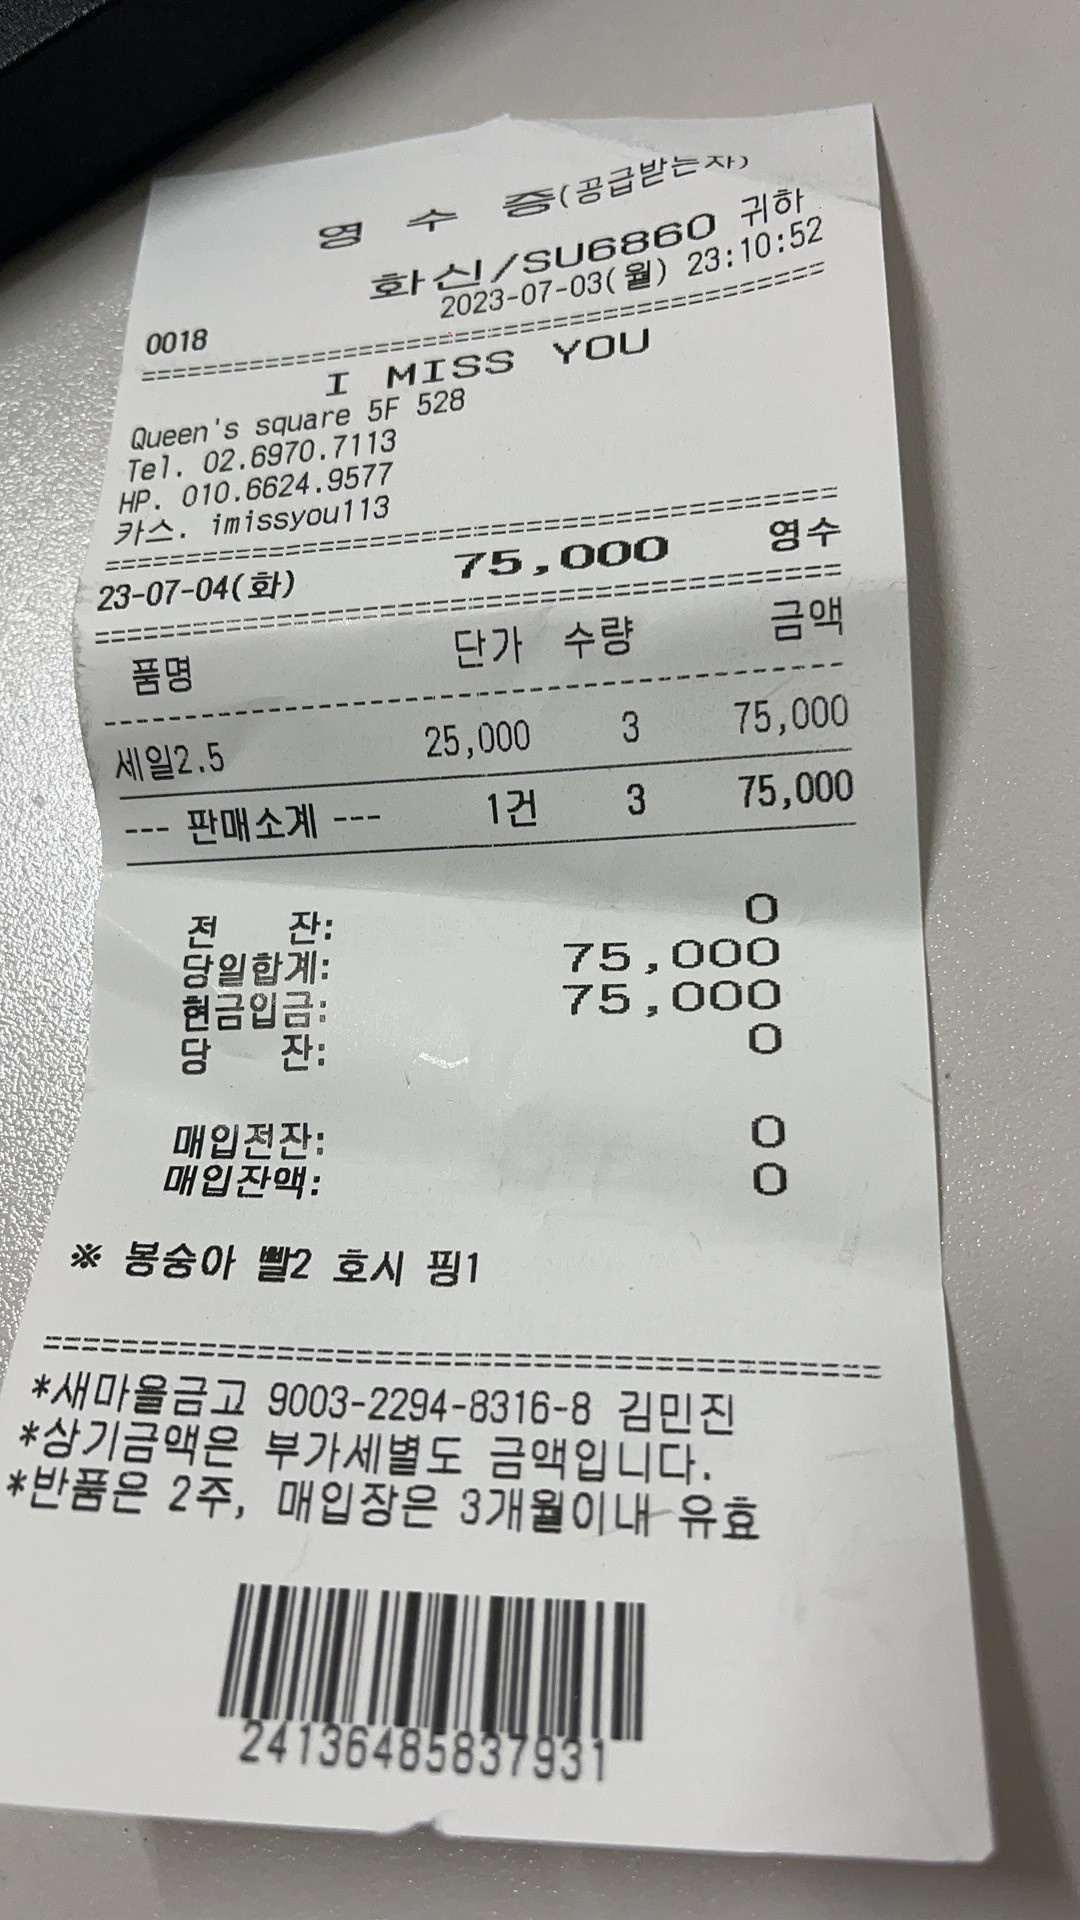 영 수 증(공급받는자)
화신/SU6860 귀하
0018 2023-07-03(월) 23:10:52
========================================
I MISS YOU
Queen's square 5F 528
Tel. 02.6970.7113
HP. 010.6624.9577
카스. imissyou113
========================================
23-07-04(화) 75,000 영수
========================================
품명 단가 수량 금액
----------------------------------------
세일2.5 25,000 3 75,000
--- 판매소계 --- 1건 3 75,000
전 잔: 0
당일합계: 75,000
현금입금: 75,000
당 잔: 0
매입전잔: 0
매입잔액: 0
※ 봉숭아 빨2 호시 핑1
========================================
*새마을금고 9003-2294-8316-8 김민진
*상기금액은 부가세별도 금액입니다.
*반품은 2주, 매입장은 3개월이내 유효
24136485837931